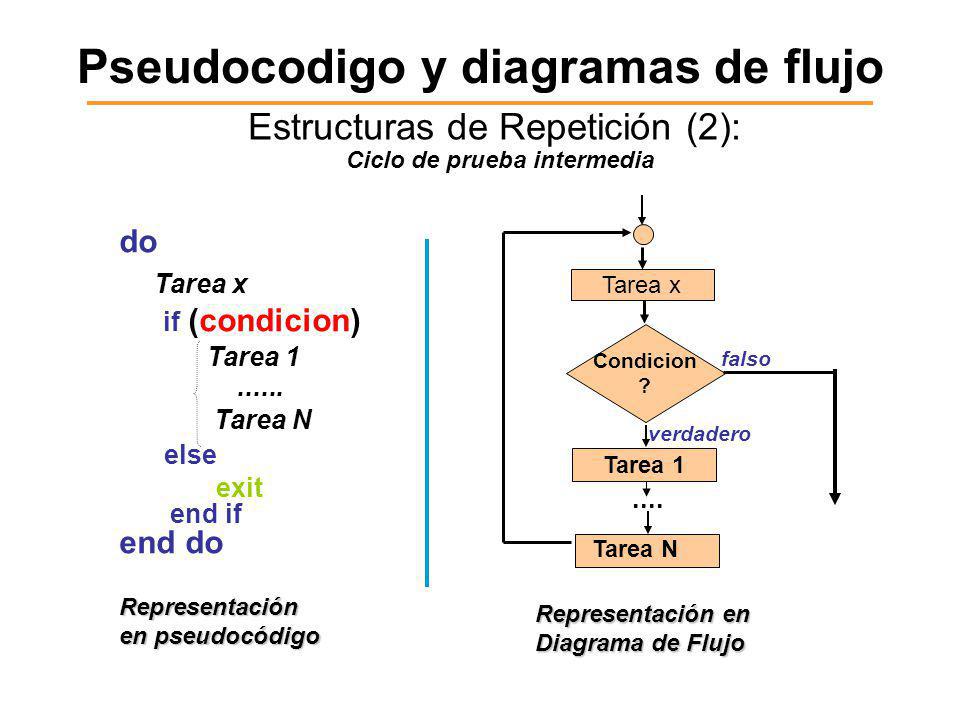 Pseudocodigo y diagramas de flujo
Estructuras de Repetición (2):
Ciclo de prueba intermedia
do
Tarea x
if (condicion)
Tarea 1
......
Tarea N
else
exit
end if
end do
Representación
en pseudocódigo
Tarea x
Condicion
?
falso
verdadero
Tarea 1
....
Tarea N
Representación en
Diagrama de Flujo